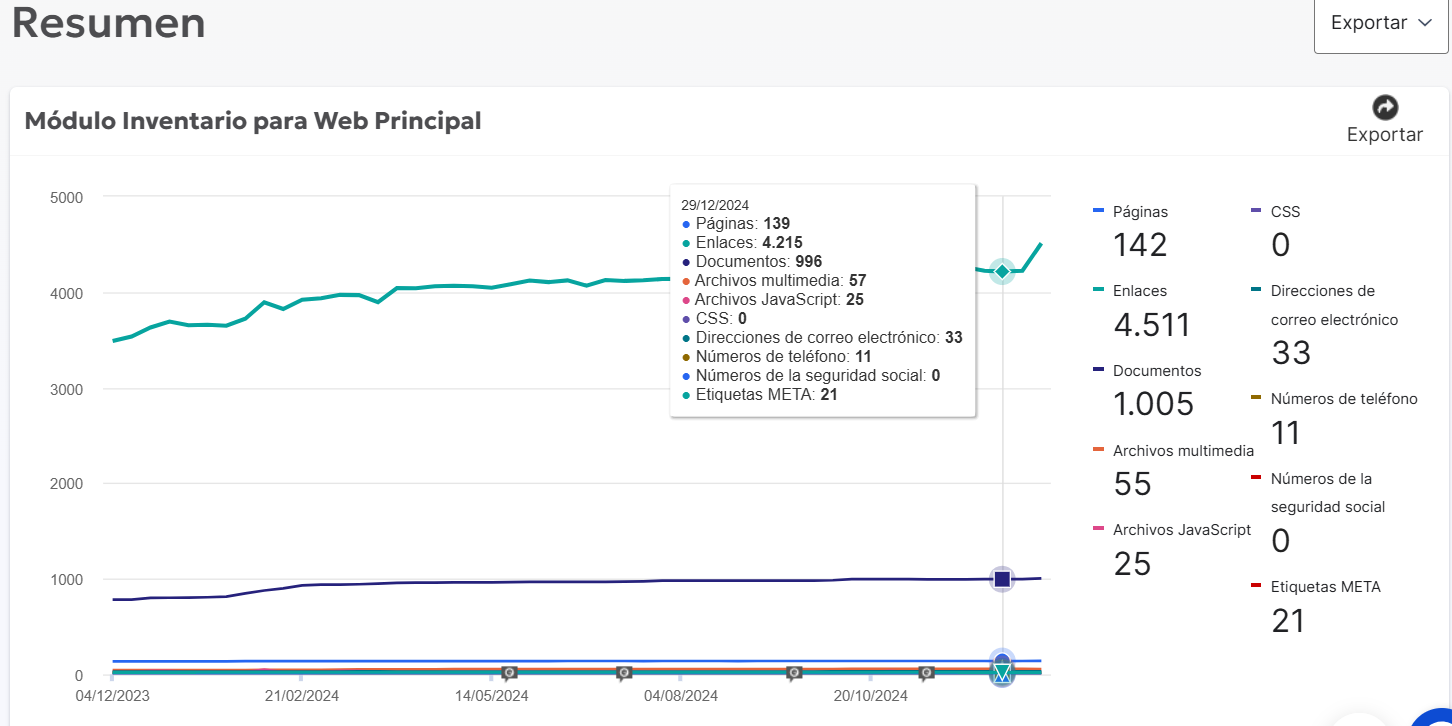 Resumen
Exportar
Módulo Inventario para Web Principal
Exportar
5000
4000
3000
2000
1000
0
04/12/2023
21/02/2024
14/05/2024
04/08/2024
20/10/2024
29/12/2024
Páginas: 139
Enlaces: 4.215
Documentos: 996
Archivos multimedia: 57
Archivos JavaScript: 25
CSS: 0
Direcciones de correo electrónico: 33
Números de teléfono: 11
Números de la seguridad social: 0
Etiquetas META: 21
Páginas
142
Enlaces
4.511
Documentos
1.005
Archivos multimedia
55
Archivos JavaScript
25
CSS
0
Direcciones de
correo electrónico
33
Números de teléfono
11
Números de la
seguridad social
0
Etiquetas META
21